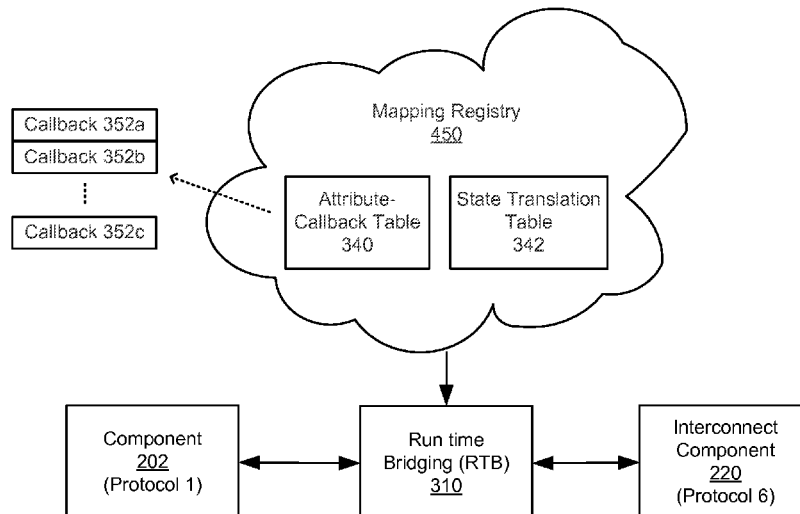 Mapping Registry
450
Callback 352a
Callback 352b
Callback 352c
Attribute-
Callback Table
340
State Translation
Table
342
Component
202
(Protocol 1)
Run time
Bridging (RTB)
310
Interconnect
Component
220
(Protocol 6)